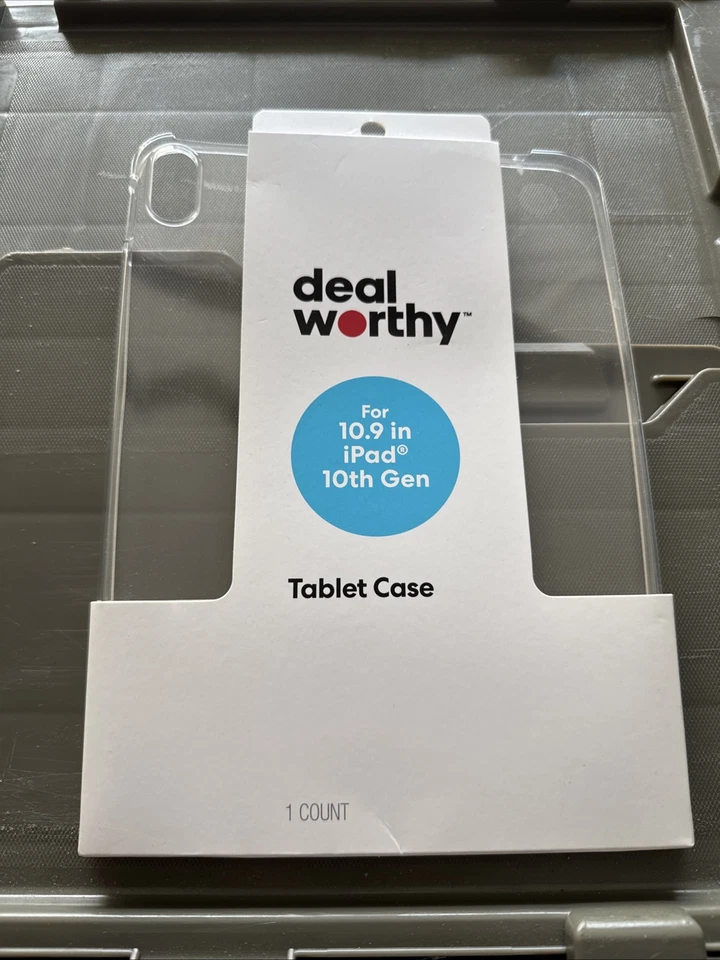 deal
worthy™
For
10.9 in
iPad®
10th Gen
Tablet Case
1 COUNT